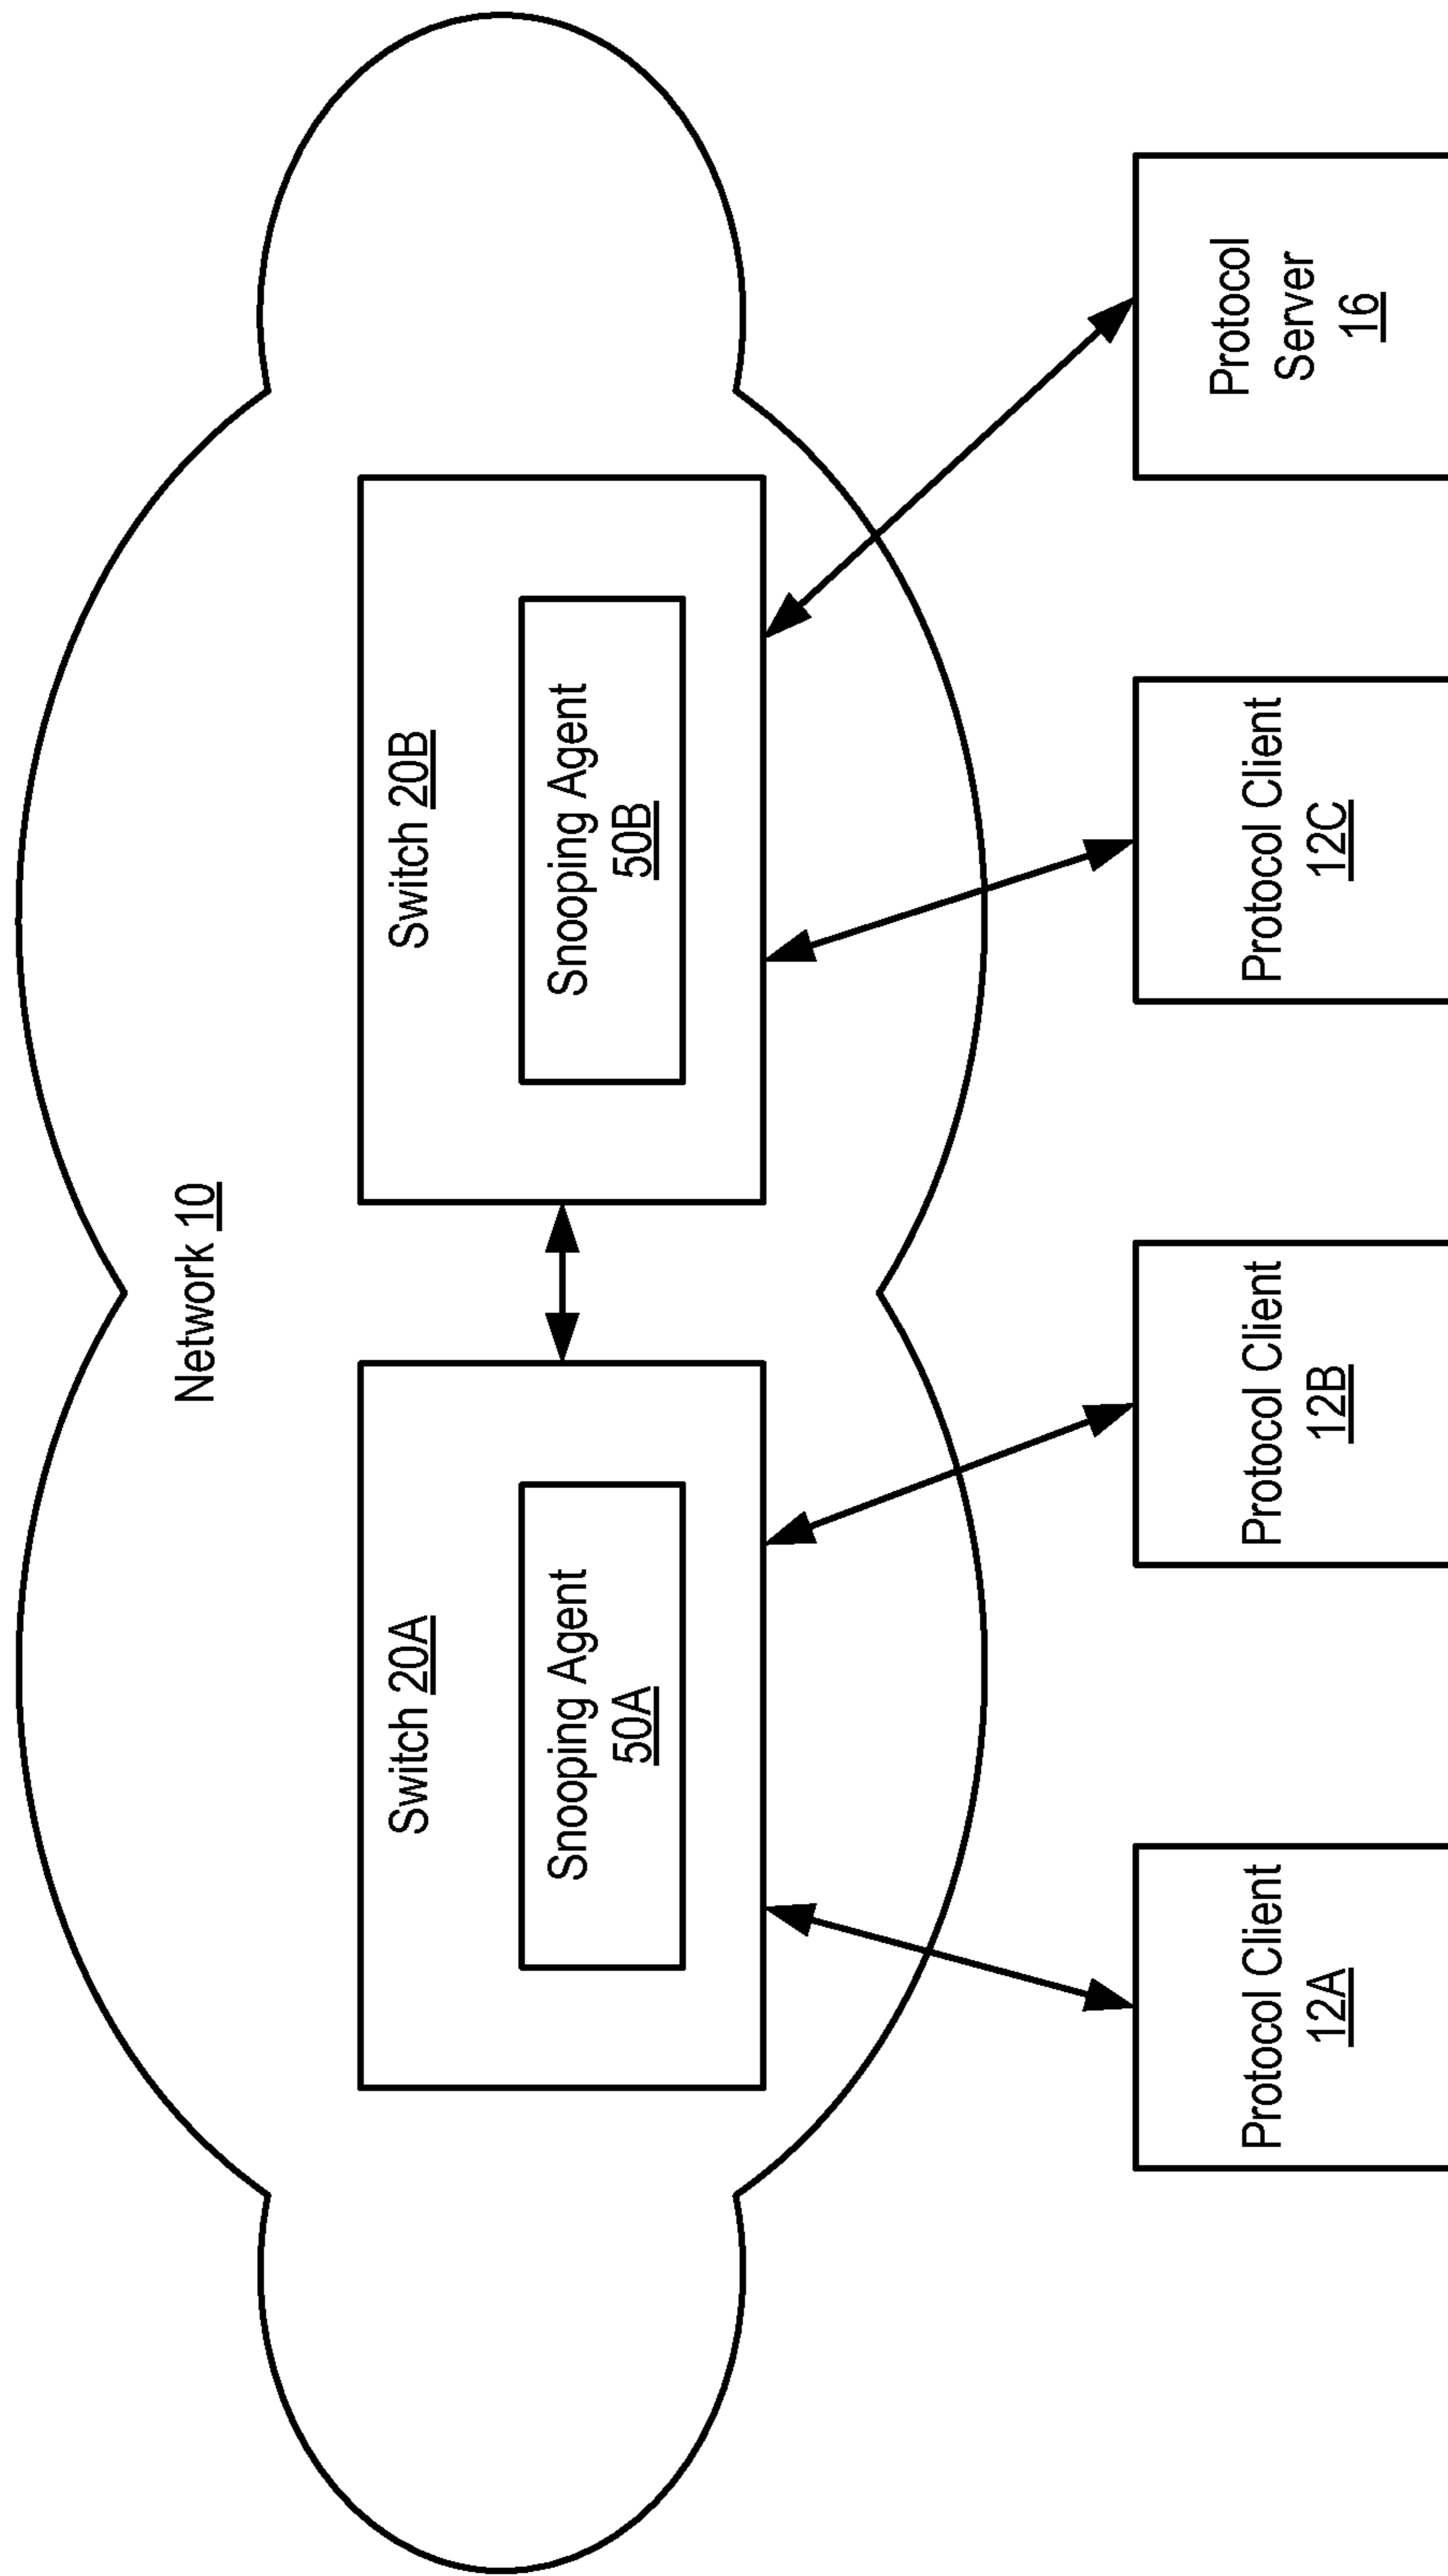 Network 10
Switch 20A
Snooping Agent
50A
Switch 20B
Snooping Agent
50B
Protocol Client
12A
Protocol Client
12B
Protocol Client
12C
Protocol
Server
16